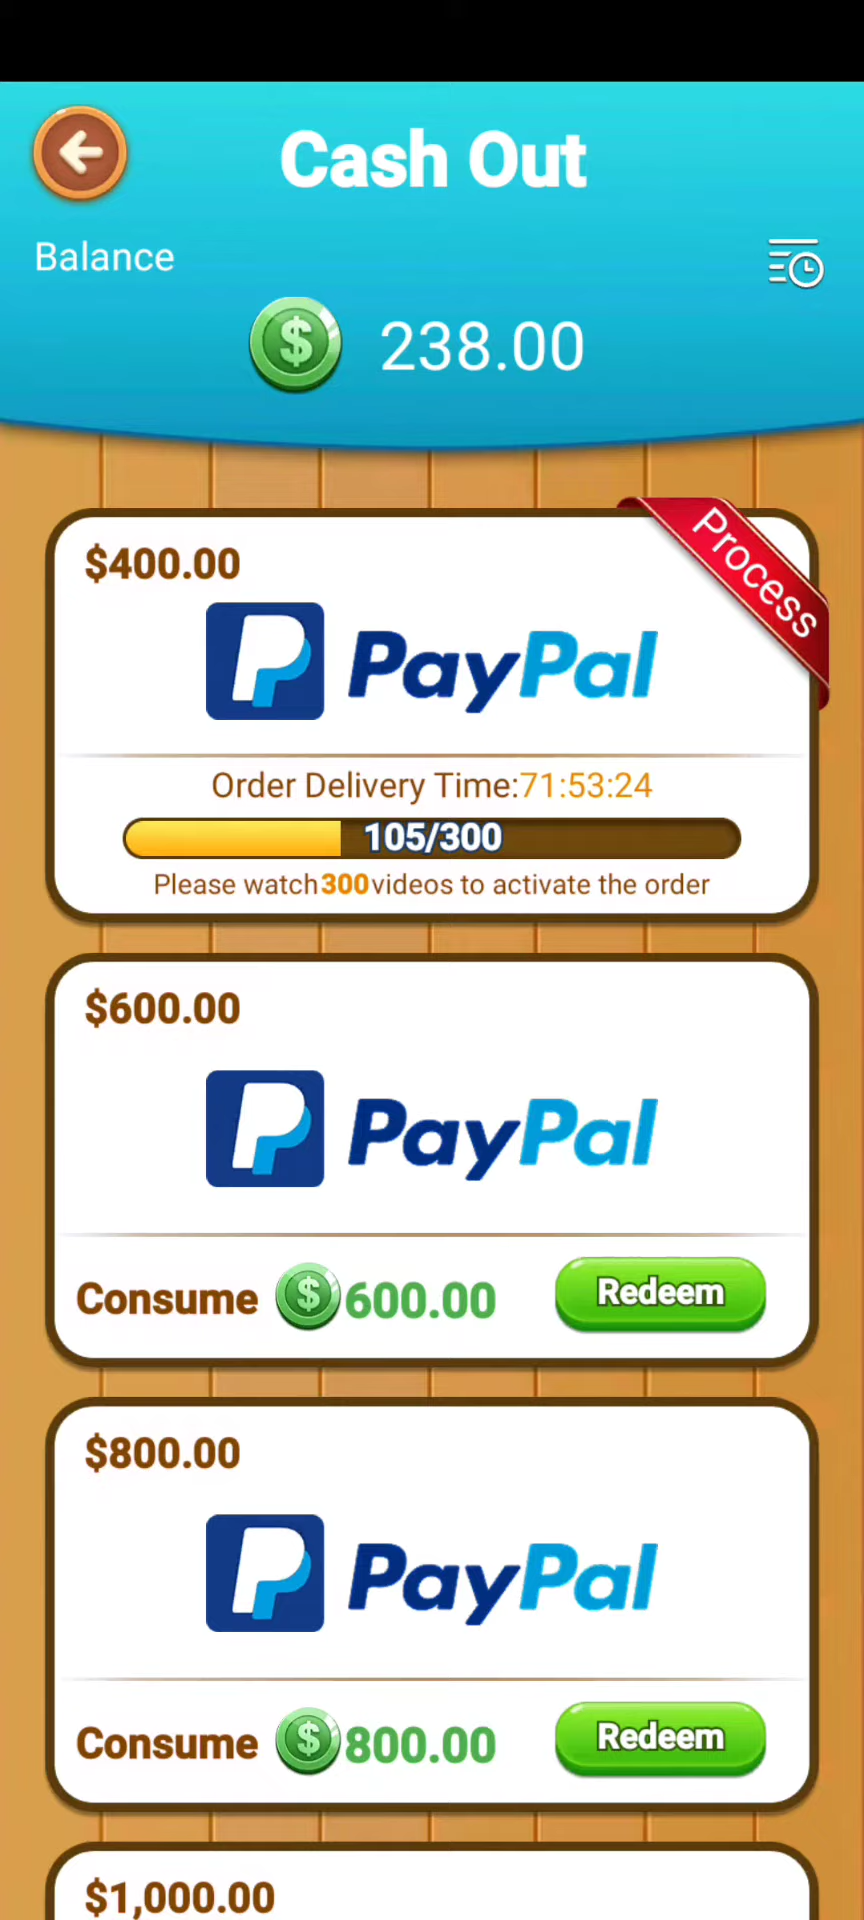 Cash Out
Balance
238.00
Process
$400.00
PayPal
Order Delivery Time:71:53:24
105/300
Please watch300videos to activate the order
$600.00
PayPal
Consume $600.00 Redeem
$800.00
PayPal
Consume $800.00 Redeem
$1,000.00